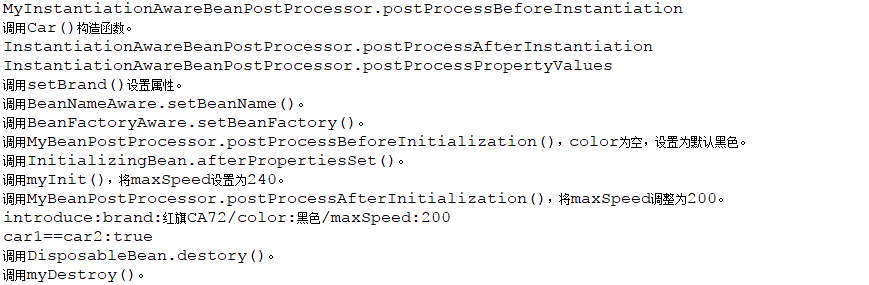 MyInstantiationAwareBeanPostProcessor.postProcessBeforeInstantiation
调用Car()构造函数。
InstantiationAwareBeanPostProcessor.postProcessAfterInstantiation
InstantiationAwareBeanPostProcessor.postProcessPropertyValues
调用setBrand()设置属性。
调用BeanNameAware.setBeanName()。
调用BeanFactoryAware.setBeanFactory()。
调用MyBeanPostProcessor.postProcessBeforeInitialization(),color为空,设置为默认黑色。
调用InitializingBean.afterPropertiesSet()。
调用myInit(),将maxSpeed设置为240。
调用MyBeanPostProcessor.postProcessAfterInitialization(),将maxSpeed调整为200。
introduce:brand:红旗CA72/color:黑色/maxSpeed:200
car1==car2:true
调用DisposableBean.destory()。
调用myDestroy()。